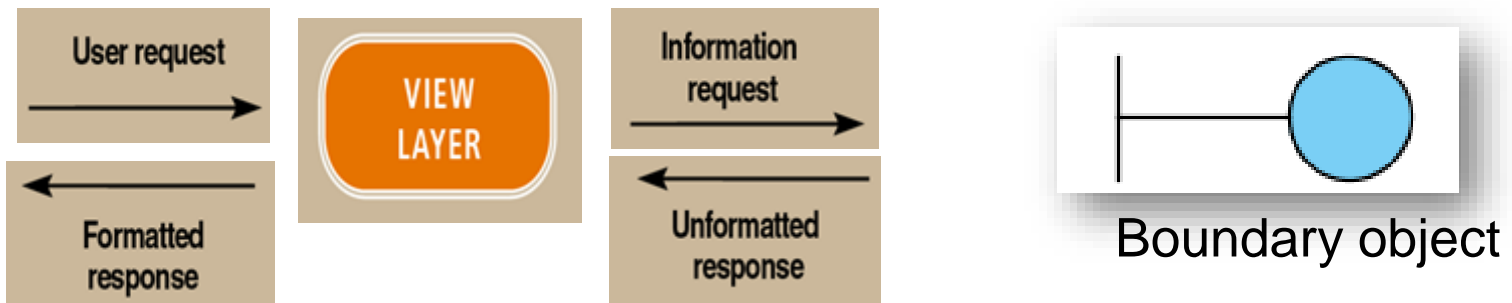 User request
Formatted
response
VIEW
LAYER
Information
request
Unformatted
response
Boundary object